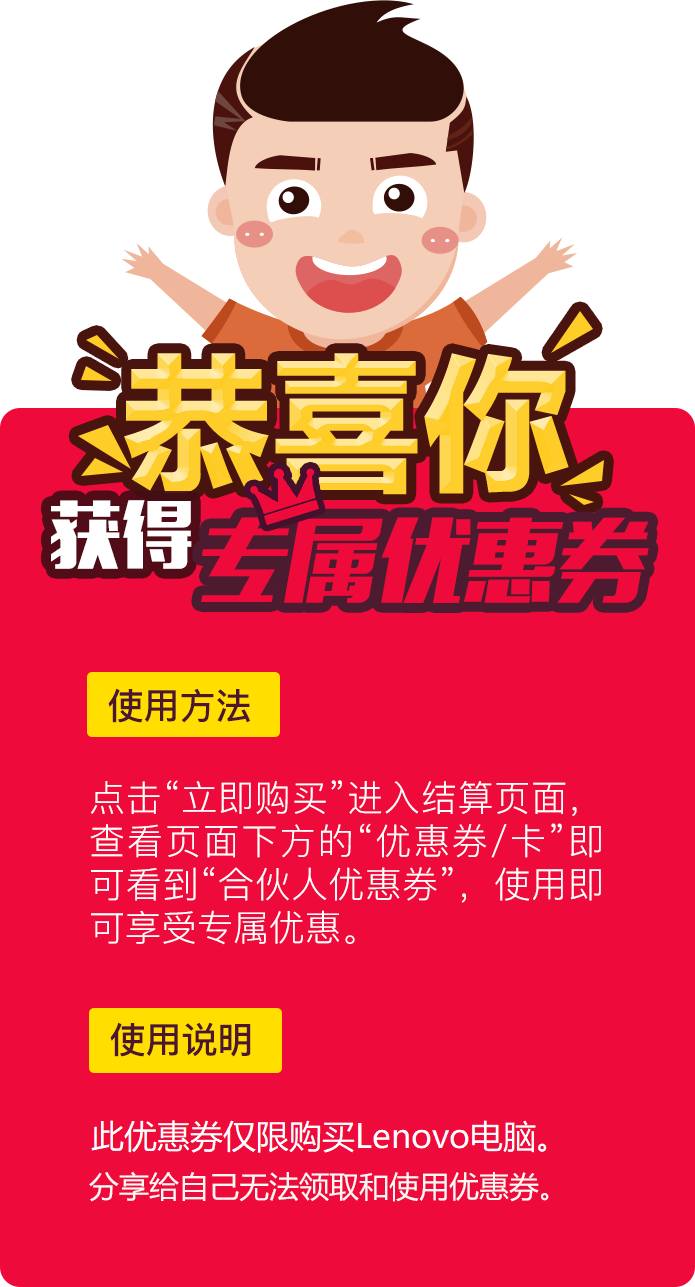 恭喜你
获得专属优惠券
使用方法
点击“立即购买”进入结算页面，
查看页面下方的“优惠券/卡”即
可看到“合伙人优惠券”，使用即
可享受专属优惠。
使用说明
此优惠券仅限购买Lenovo电脑。
分享给自己无法领取和使用优惠券。